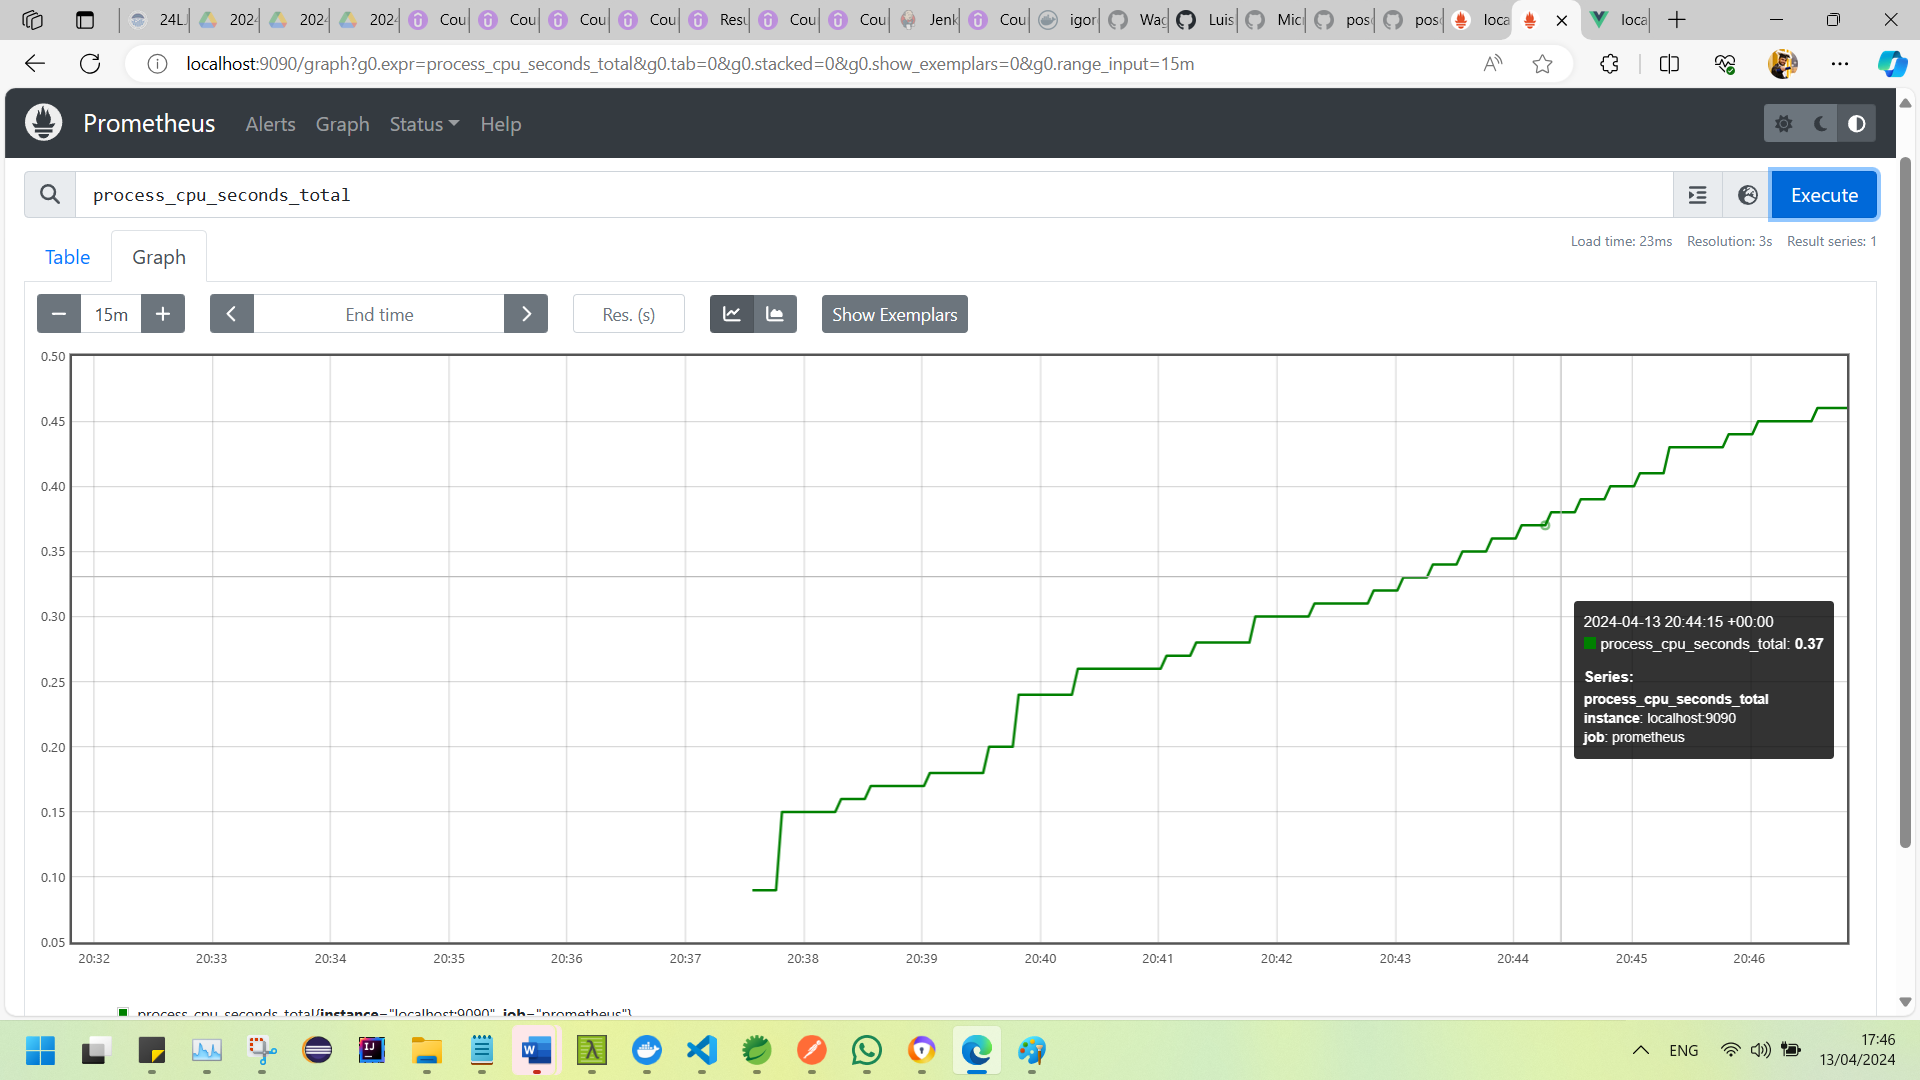 24L 2024 2024 2024 Cou Cou Cou Cou Resu Cou Cou Jenk Cou igor Wag Luis Micr posc posc loca loca
localhost:9090/graph?g0.expr=process_cpu_seconds_total&g0.tab=0&g0.stacked=0&g0.show_exemplars=0&g0.range_input=15m
Prometheus Alerts Graph Status Help
process_cpu_seconds_total Execute
Table Graph Load time: 23ms Resolution: 3s Result series: 1
15m End time Res. (s) Show Exemplars
0.50
0.45
0.40
0.35
0.30
0.25
0.20
0.15
0.10
0.05
2024-04-13 20:44:15 +00:00
process_cpu_seconds_total: 0.37
Series:
process_cpu_seconds_total
instance: localhost:9090
job: prometheus
20:32 20:33 20:34 20:35 20:36 20:37 20:38 20:39 20:40 20:41 20:42 20:43 20:44 20:45 20:46
process_cpu_seconds_total{instance="localhost:9090", job="prometheus"}
ENG 17:46
13/04/2024